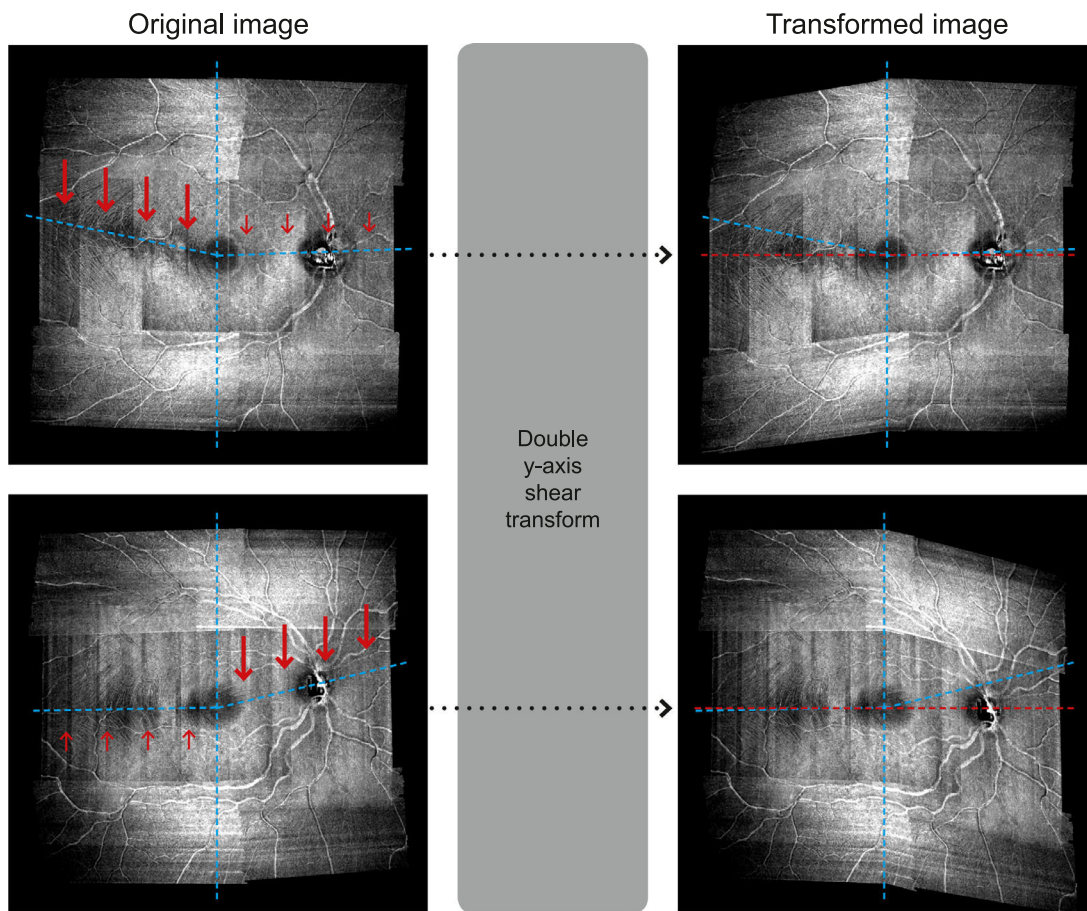 Original image
Transformed image
Double
y-axis
shear
transform